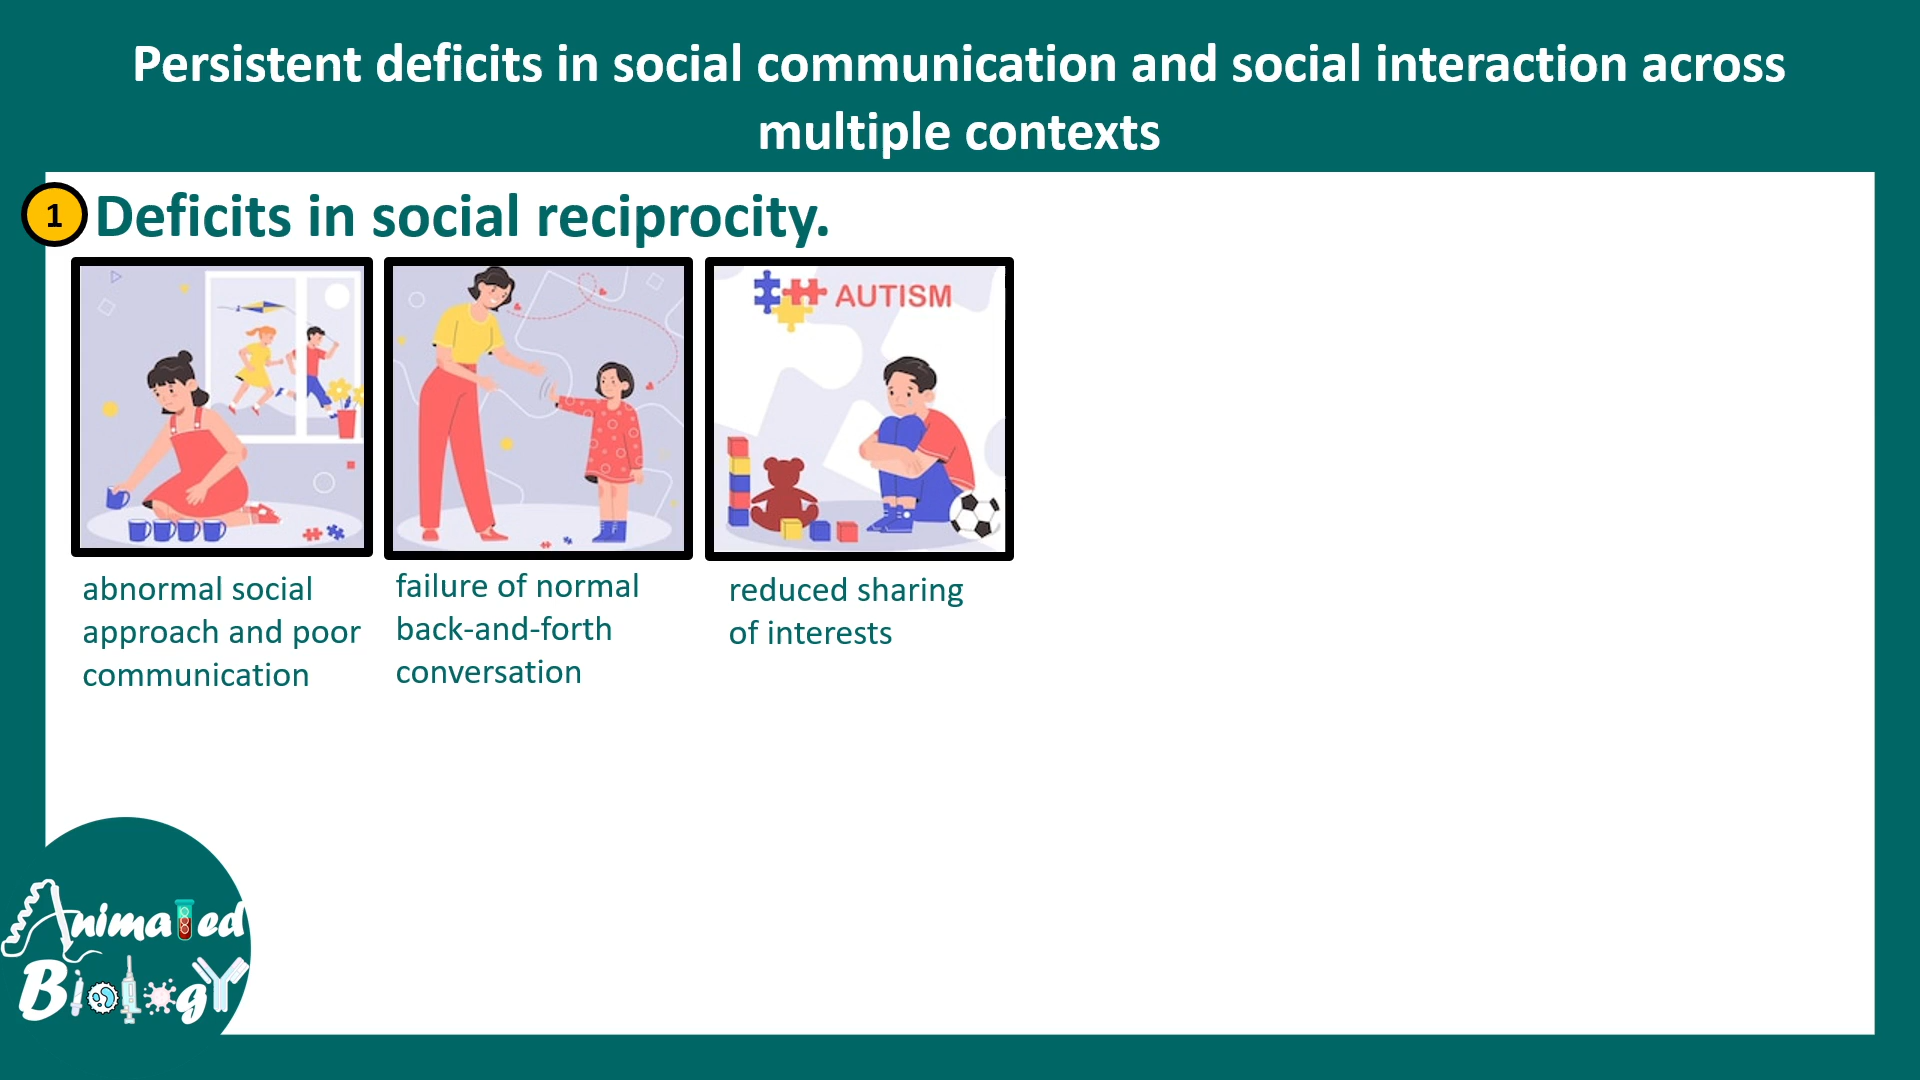 Persistent deficits in social communication and social interaction across
multiple contexts
1 Deficits in social reciprocity.
AUTISM
abnormal social
approach and poor
communication
failure of normal
back-and-forth
conversation
reduced sharing
of interests
Animated
Biology